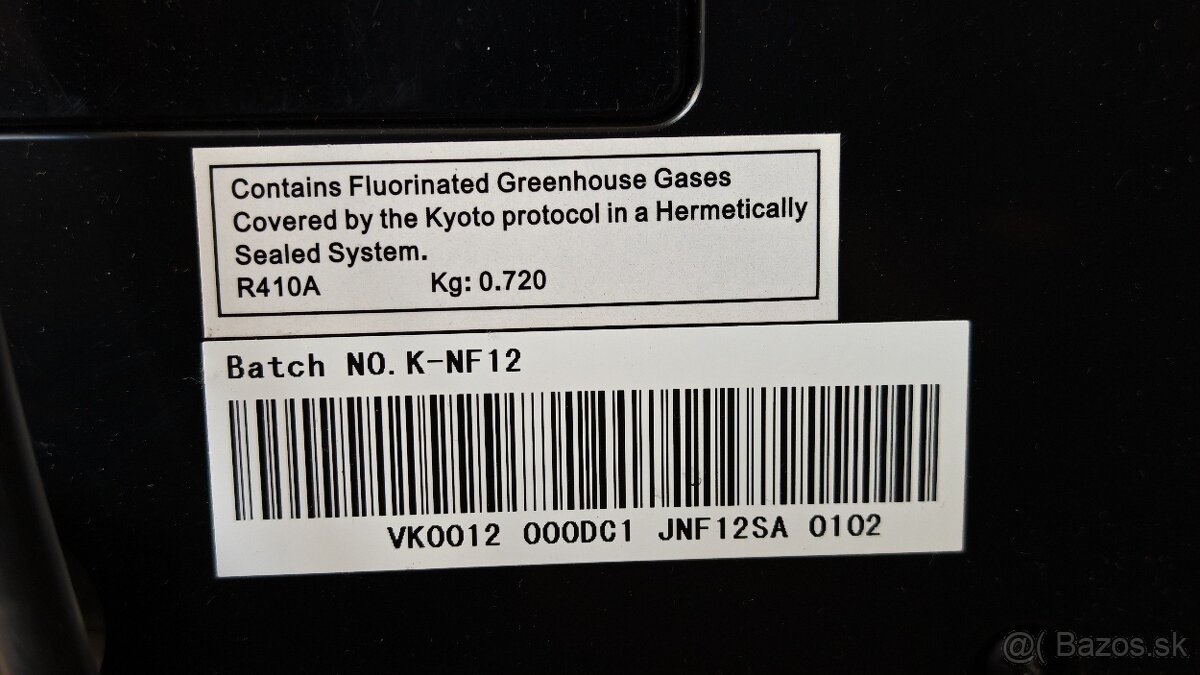 Contains Fluorinated Greenhouse Gases
Covered by the Kyoto protocol in a Hermetically
Sealed System.
R410A Kg: 0.720
Batch NO. K-NF12
VK0012 000DC1 JNF12SA 0102
@( Bazos.sk